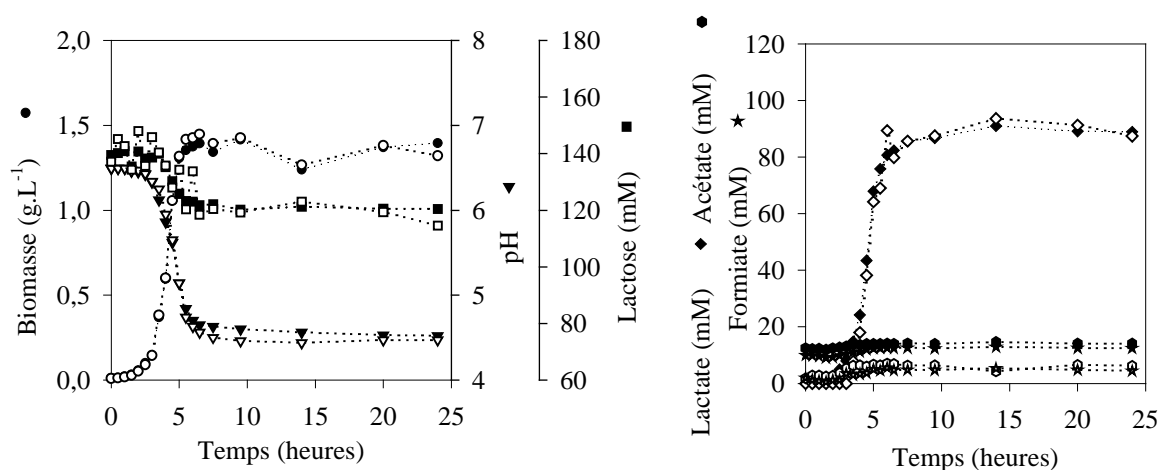 Biomasse (g.L⁻¹)
2,0
1,5
1,0
0,5
0,0
0 5 10 15 20 25
Temps (heures)
8
7
6
5
4
pH
180
160
140
120
100
80
60
Lactose (mM)
Lactate (mM)
Acétate (mM)
Formiate (mM)
120
100
80
60
40
20
0
0 5 10 15 20 25
Temps (heures)